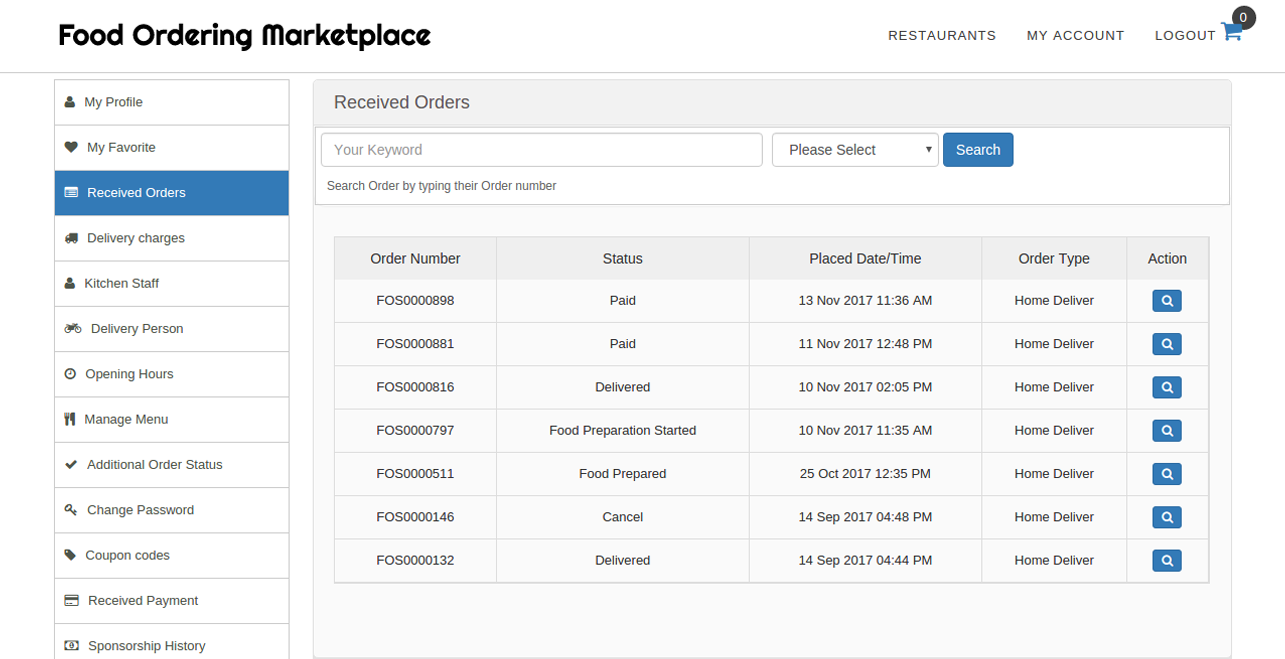 Food Ordering Marketplace
RESTAURANTS MY ACCOUNT LOGOUT 0
My Profile
My Favorite
Received Orders
Delivery charges
Kitchen Staff
Delivery Person
Opening Hours
Manage Menu
Additional Order Status
Change Password
Coupon codes
Received Payment
Sponsorship History
Received Orders
Your Keyword Please Select Search
Search Order by typing their Order number
Order Number Status Placed Date/Time Order Type Action
FOS0000898 Paid 13 Nov 2017 11:36 AM Home Deliver
FOS0000881 Paid 11 Nov 2017 12:48 PM Home Deliver
FOS0000816 Delivered 10 Nov 2017 02:05 PM Home Deliver
FOS0000797 Food Preparation Started 10 Nov 2017 11:35 AM Home Deliver
FOS0000511 Food Prepared 25 Oct 2017 12:35 PM Home Deliver
FOS0000146 Cancel 14 Sep 2017 04:48 PM Home Deliver
FOS0000132 Delivered 14 Sep 2017 04:44 PM Home Deliver